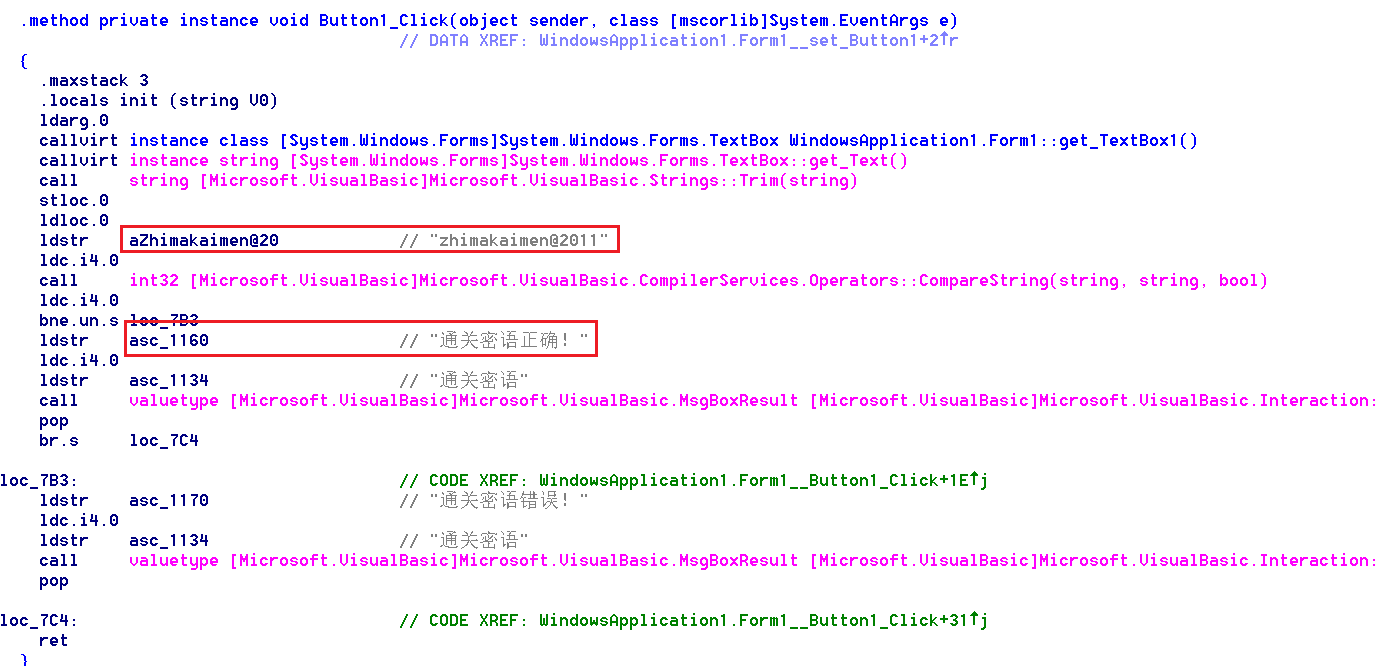 .method private instance void Button1_Click(object sender, class [mscorlib]System.EventArgs e)
// DATA XREF: WindowsApplication1.Form1__set_Button1+2↑r
{
.maxstack 3
.locals init (string V0)
ldarg.0
callvirt instance class [System.Windows.Forms]System.Windows.Forms.TextBox WindowsApplication1.Form1::get_TextBox1()
callvirt instance string [System.Windows.Forms]System.Windows.Forms.TextBox::get_Text()
call string [Microsoft.VisualBasic]Microsoft.VisualBasic.Strings::Trim(string)
stloc.0
ldloc.0
ldstr aZhimakaimen@20 // "zhimakaimen@2011"
ldc.i4.0
call int32 [Microsoft.VisualBasic]Microsoft.VisualBasic.CompilerServices.Operators::CompareString(string, string, bool)
ldc.i4.0
bne.un.s loc_7B3
ldstr asc_1160 // "通关密语正确！"
ldc.i4.0
ldstr asc_1134 // "通关密语"
call valuetype [Microsoft.VisualBasic]Microsoft.VisualBasic.MsgBoxResult [Microsoft.VisualBasic]Microsoft.VisualBasic.Interaction:
pop
br.s loc_7C4
loc_7B3: // CODE XREF: WindowsApplication1.Form1__Button1_Click+1E↑j
ldstr asc_1170 // "通关密语错误！"
ldc.i4.0
ldstr asc_1134 // "通关密语"
call valuetype [Microsoft.VisualBasic]Microsoft.VisualBasic.MsgBoxResult [Microsoft.VisualBasic]Microsoft.VisualBasic.Interaction:
pop
loc_7C4: // CODE XREF: WindowsApplication1.Form1__Button1_Click+31↑j
ret
}